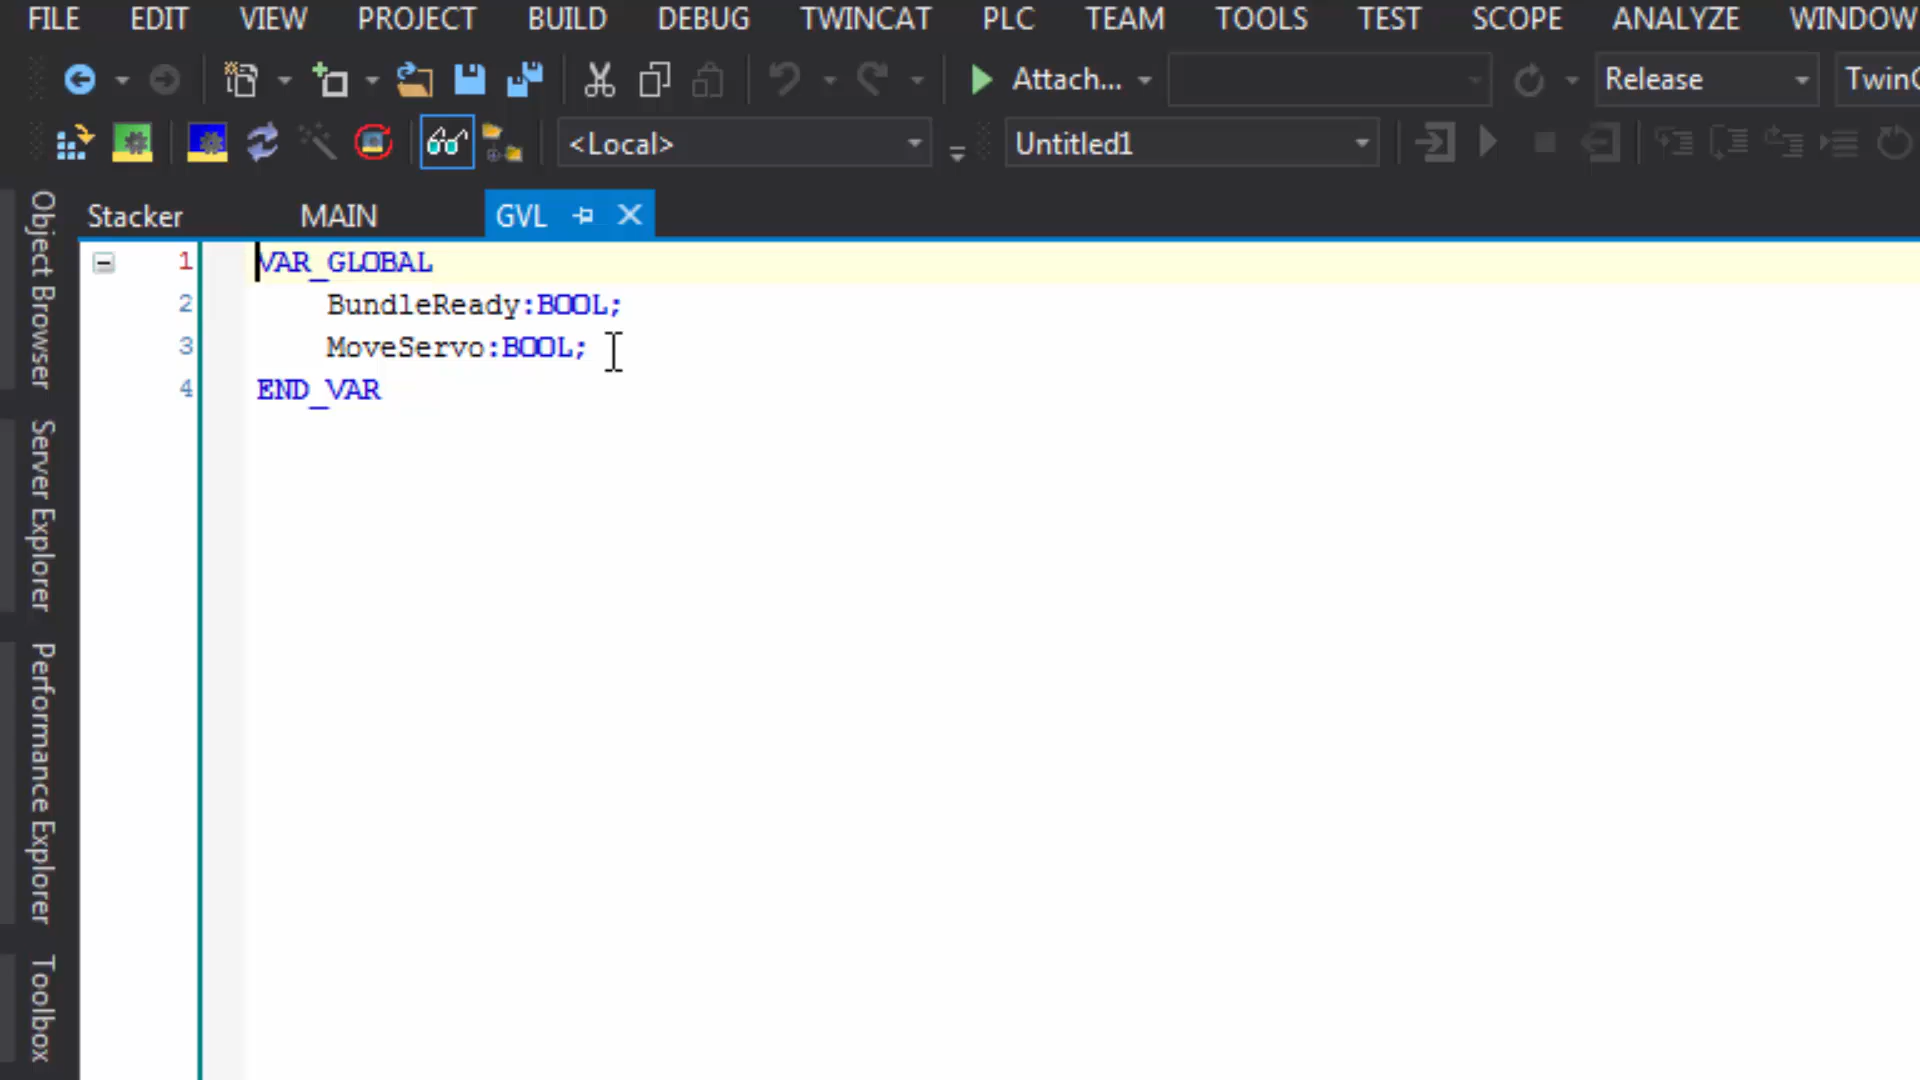 FILE EDIT VIEW PROJECT BUILD DEBUG TWINCAT PLC TEAM TOOLS TEST SCOPE ANALYZE WINDOW
Attach... Release
<Local> Untitled1
Stacker MAIN GVL
1 VAR_GLOBAL
2 BundleReady:BOOL;
3 MoveServo:BOOL;
4 END_VAR
Object Browser
Server Explorer
Performance Explorer
Toolbox